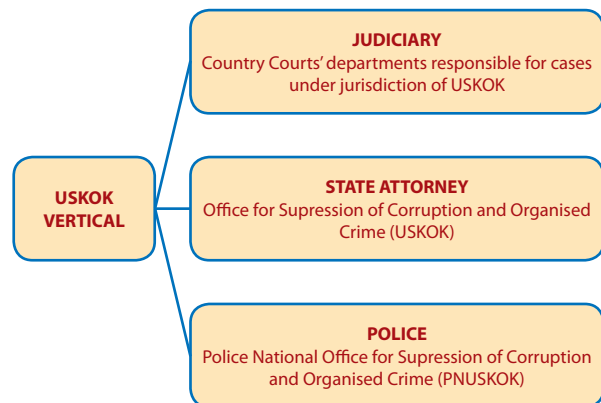 JUDICIARY
Country Courts' departments responsible for cases
under jurisdiction of USKOK
USKOK
VERTICAL
STATE ATTORNEY
Office for Supression of Corruption and Organised
Crime (USKOK)
POLICE
Police National Office for Supression of Corruption
and Organised Crime (PNUSKOK)